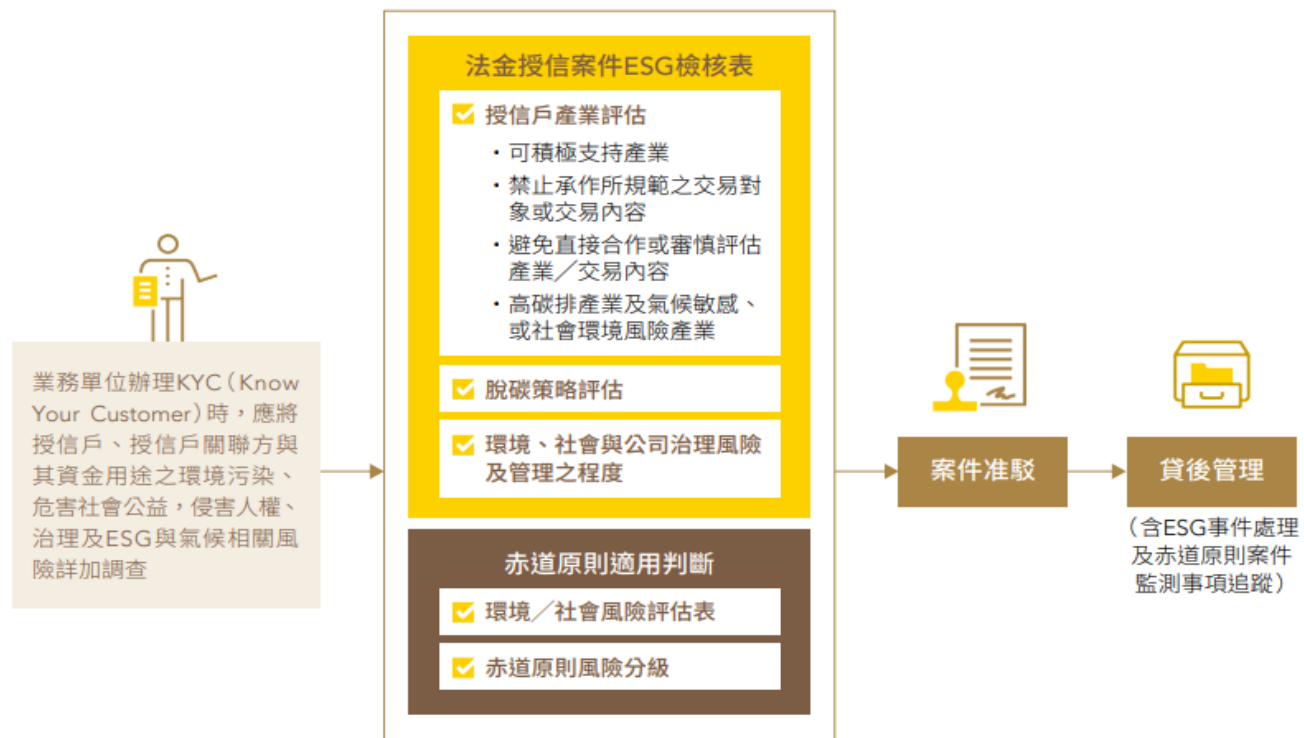 業務單位辦理KYC（Know
Your Customer）時，應將
授信戶、授信戶關聯方與
其資金用途之環境污染、
危害社會公益，侵害人權、
治理及ESG與氣候相關風
險詳加調查
法金授信案件ESG檢核表
授信戶產業評估
・可積極支持產業
・禁止承作所規範之交易對
象或交易內容
・避免直接合作或審慎評估
產業／交易內容
・高碳排產業及氣候敏感、
或社會環境風險產業
脫碳策略評估
環境、社會與公司治理風險
及管理之程度
赤道原則適用判斷
環境／社會風險評估表
赤道原則風險分級
案件准駁
貸後管理
（含ESG事件處理
及赤道原則案件
監測事項追蹤）